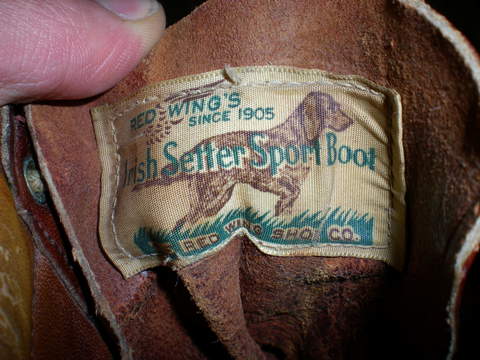 RED WING'S
SINCE 1905
Irish Setter Sport Boot
RED WING SHOE CO.